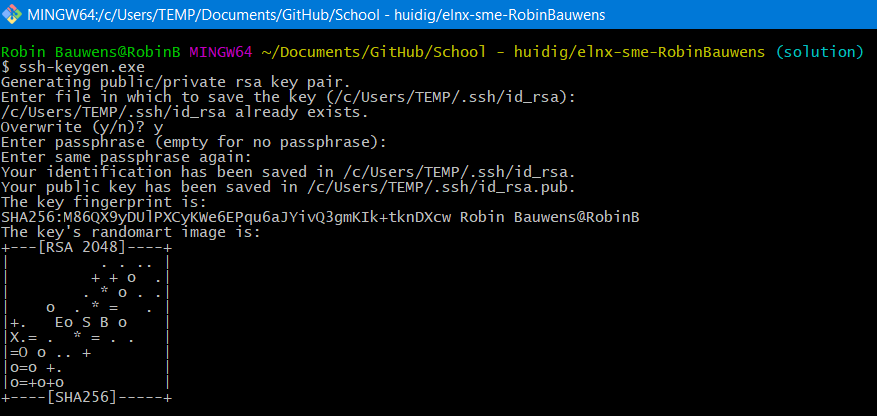 MINGW64:/c/Users/TEMP/Documents/GitHub/School - huidig/elnx-sme-RobinBauwens
Robin Bauwens@RobinB MINGW64 ~/Documents/GitHub/School - huidig/elnx-sme-RobinBauwens (solution)
$ ssh-keygen.exe
Generating public/private rsa key pair.
Enter file in which to save the key (/c/Users/TEMP/.ssh/id_rsa):
/c/Users/TEMP/.ssh/id_rsa already exists.
Overwrite (y/n)? y
Enter passphrase (empty for no passphrase):
Enter same passphrase again:
Your identification has been saved in /c/Users/TEMP/.ssh/id_rsa.
Your public key has been saved in /c/Users/TEMP/.ssh/id_rsa.pub.
The key fingerprint is:
SHA256:M86QX9yDUlPXCyKWe6EPqu6aJYivQ3gmKIk+tknDXcw Robin Bauwens@RobinB
The key's randomart image is:
+---[RSA 2048]----+
|          . . .. |
|         + + o  .|
|        . * o . .|
|    o  . * =   . |
|+.   Eo S B o    |
|X.= .  * = . .   |
|=O o .. +        |
|o=o +.           |
|o=+o+o           |
+----[SHA256]-----+